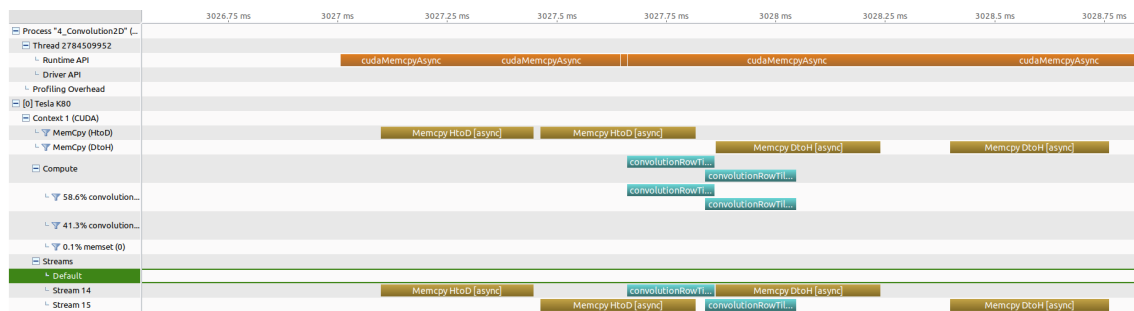 3026.75 ms 3027 ms 3027.25 ms 3027.5 ms 3027.75 ms 3028 ms 3028.25 ms 3028.5 ms 3028.75 ms
Process "4_Convolution2D" (...
Thread 2784509952
Runtime API cudaMemcpyAsync cudaMemcpyAsync cudaMemcpyAsync cudaMemcpyAsync
Driver API
Profiling Overhead
[0] Tesla K80
Context 1 (CUDA)
MemCpy (HtoD) Memcpy HtoD [async] Memcpy HtoD [async]
MemCpy (DtoH) Memcpy DtoH [async] Memcpy DtoH [async]
convolutionRowTi...
Compute
convolutionRowTil...
convolutionRowTi...
58.6% convolution...
convolutionRowTil...
41.3% convolution...
0.1% memset (0)
Streams
Default
Stream 14 Memcpy HtoD [async] convolutionRowTi... Memcpy DtoH [async]
Stream 15 Memcpy HtoD [async] convolutionRowTil... Memcpy DtoH [async]